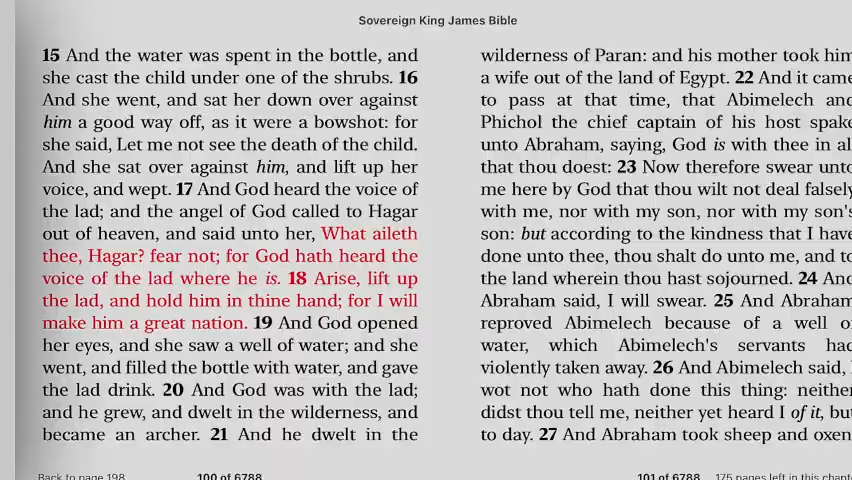 Sovereign King James Bible
15 And the water was spent in the bottle, and
she cast the child under one of the shrubs. 16
And she went, and sat her down over against
him a good way off, as it were a bowshot: for
she said, Let me not see the death of the child.
And she sat over against him, and lift up her
voice, and wept. 17 And God heard the voice of
the lad; and the angel of God called to Hagar
out of heaven, and said unto her, What aileth
thee, Hagar? fear not; for God hath heard the
voice of the lad where he is. 18 Arise, lift up
the lad, and hold him in thine hand; for I will
make him a great nation. 19 And God opened
her eyes, and she saw a well of water; and she
went, and filled the bottle with water, and gave
the lad drink. 20 And God was with the lad;
and he grew, and dwelt in the wilderness, and
became an archer. 21 And he dwelt in the
wilderness of Paran: and his mother took him
a wife out of the land of Egypt. 22 And it came
to pass at that time, that Abimelech and
Phichol the chief captain of his host spake
unto Abraham, saying, God is with thee in al
that thou doest: 23 Now therefore swear unto
me here by God that thou wilt not deal falsely
with me, nor with my son, nor with my son's
son: but according to the kindness that I have
done unto thee, thou shalt do unto me, and to
the land wherein thou hast sojourned. 24 And
Abraham said, I will swear. 25 And Abraham
reproved Abimelech because of a well of
water, which Abimelech's servants had
violently taken away. 26 And Abimelech said, I
wot not who hath done this thing: neither
didst thou tell me, neither yet heard I of it, but
to day. 27 And Abraham took sheep and oxen,
Back to page 198
100 of 6788
101 of 6788
175 pages left in this chapte